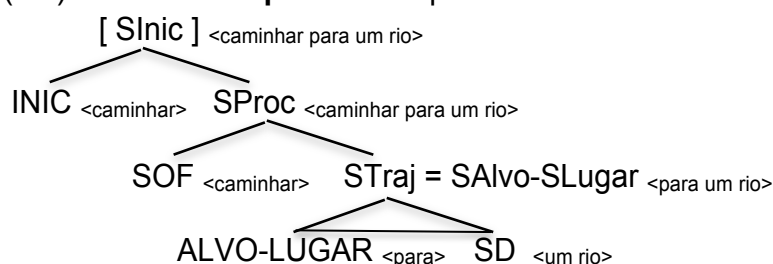 [ SInic ] <caminhar para um rio>
INIC <caminhar> SProc <caminhar para um rio>
SOF <caminhar> STraj = SAlvo-SLugar <para um rio>
ALVO-LUGAR <para> SD <um rio>